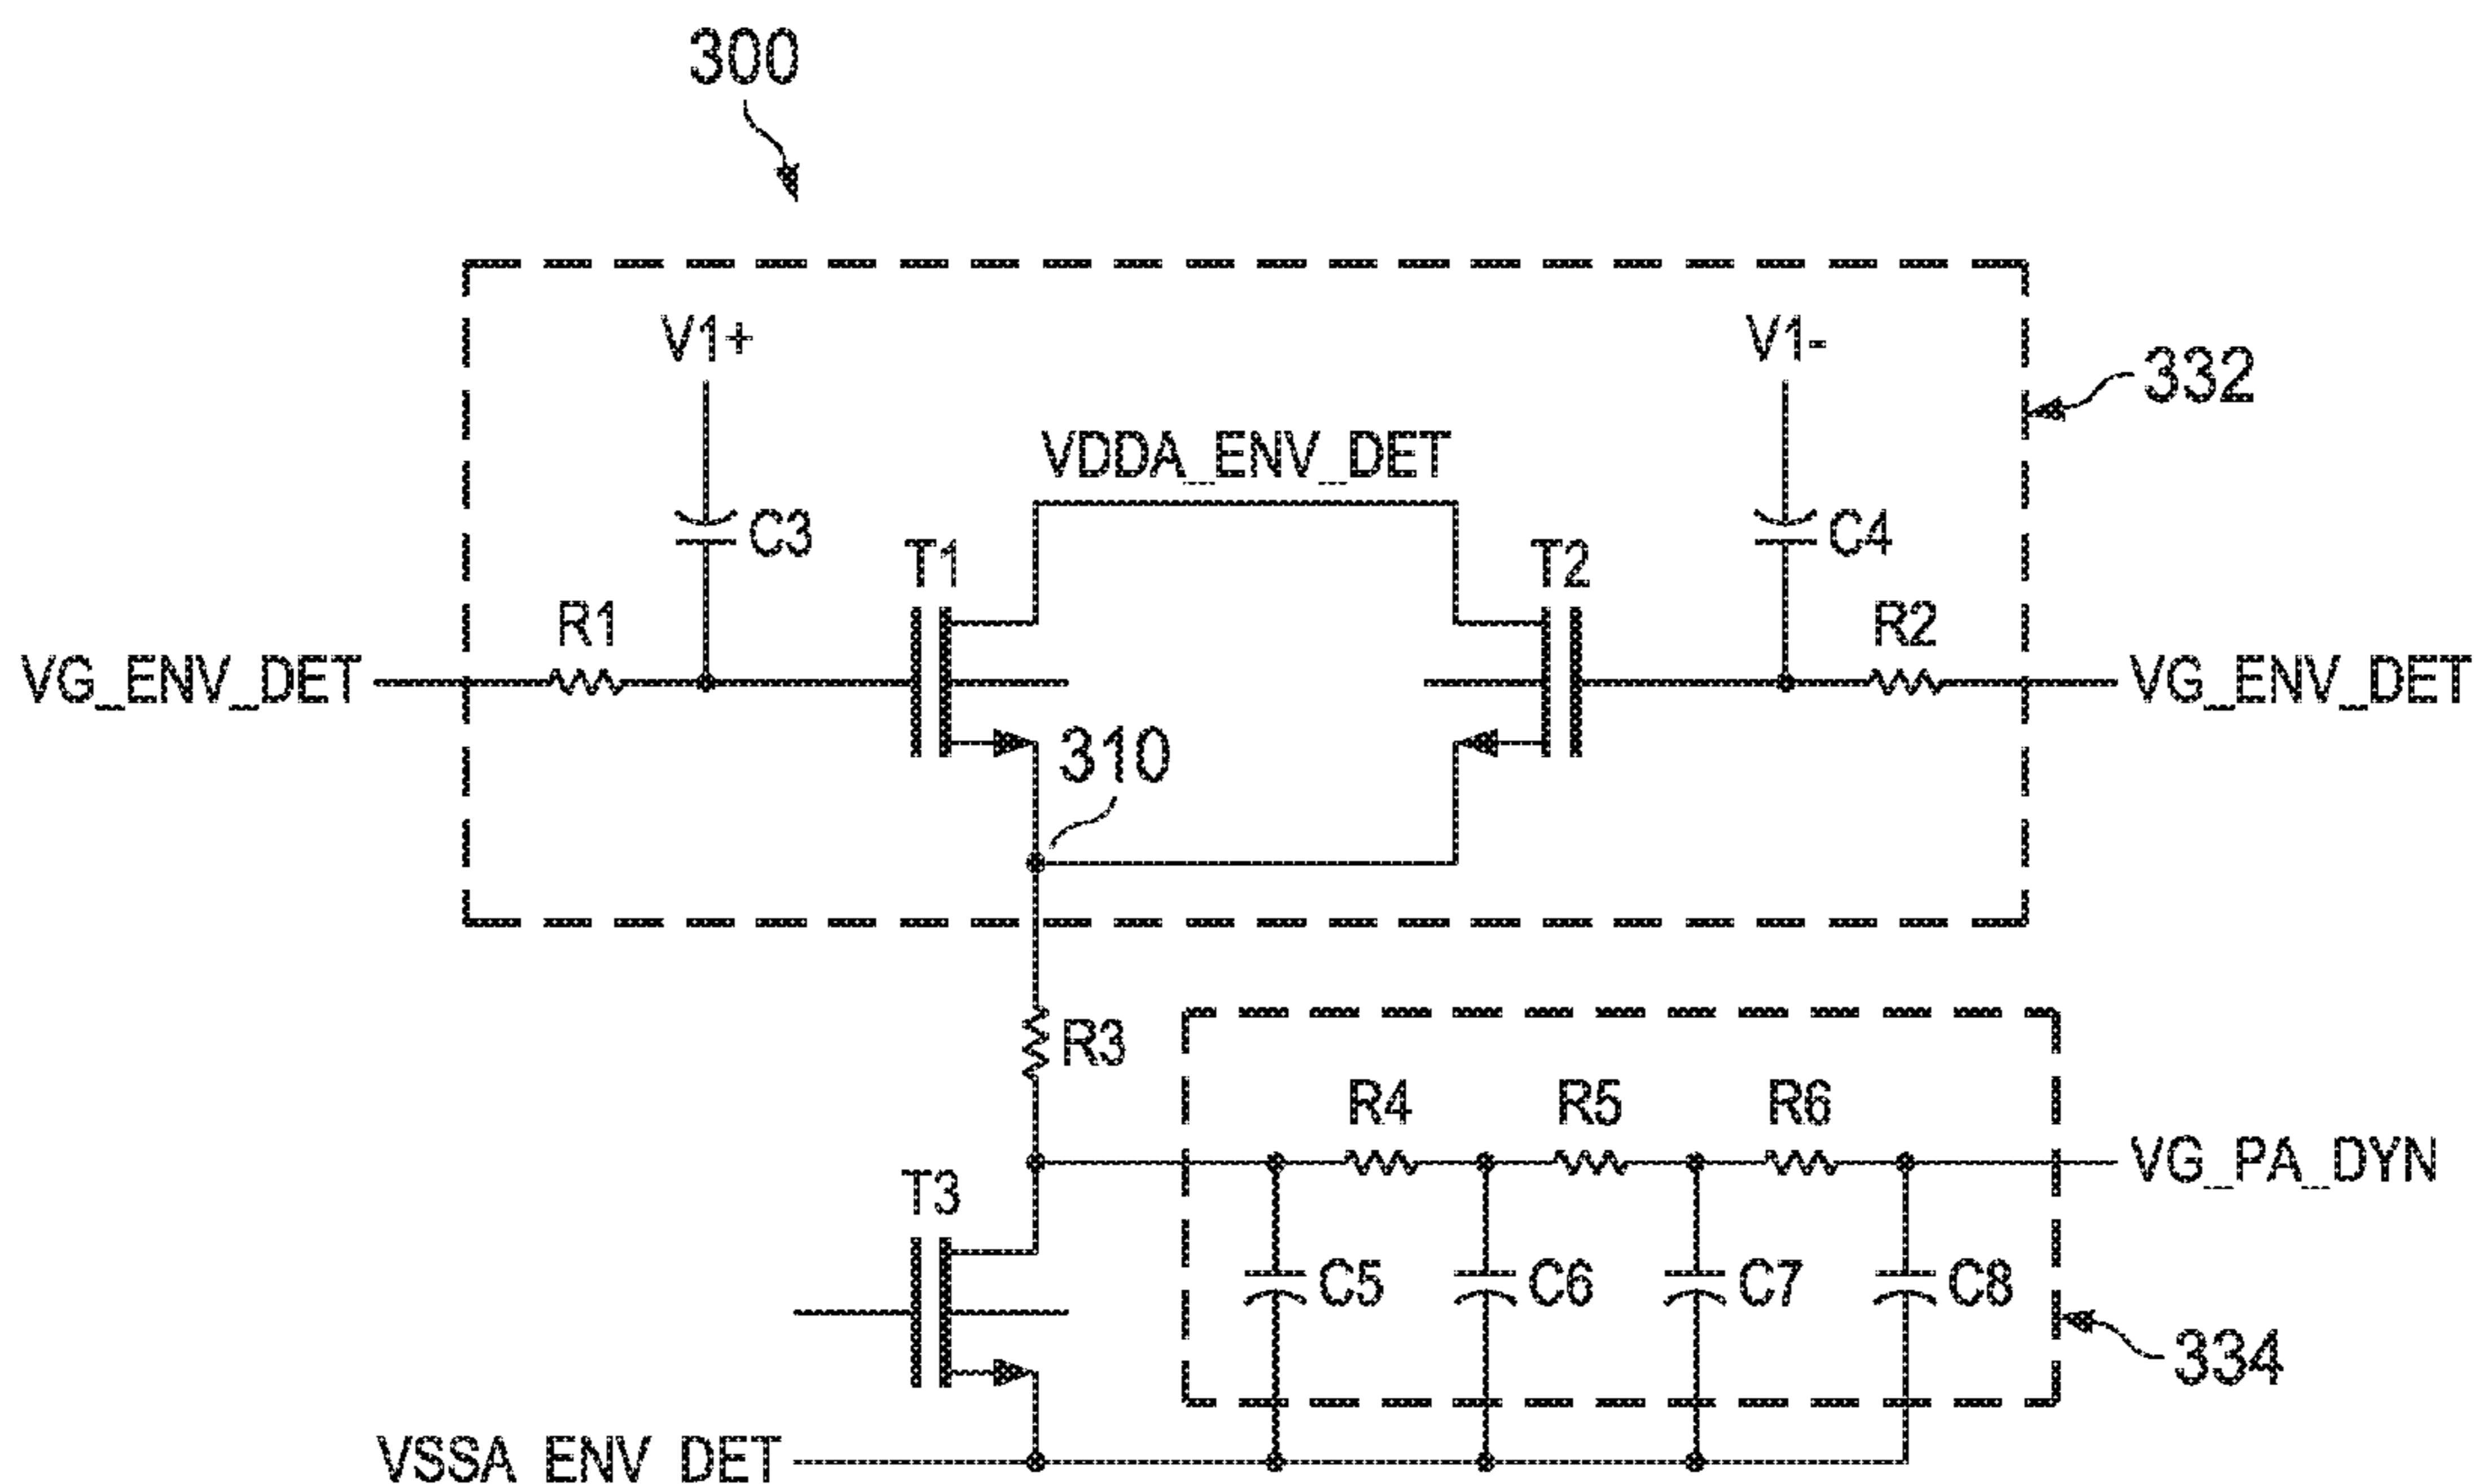 300
V1+
V1-
332
VDDA_ENV_DET
C3
C4
T1
T2
R1
R2
VG_ENV_DET
VG_ENV_DET
310
R3
R4
R5
R6
VG_PA_DYN
T3
C5
C6
C7
C8
334
VSSA_ENV_DET